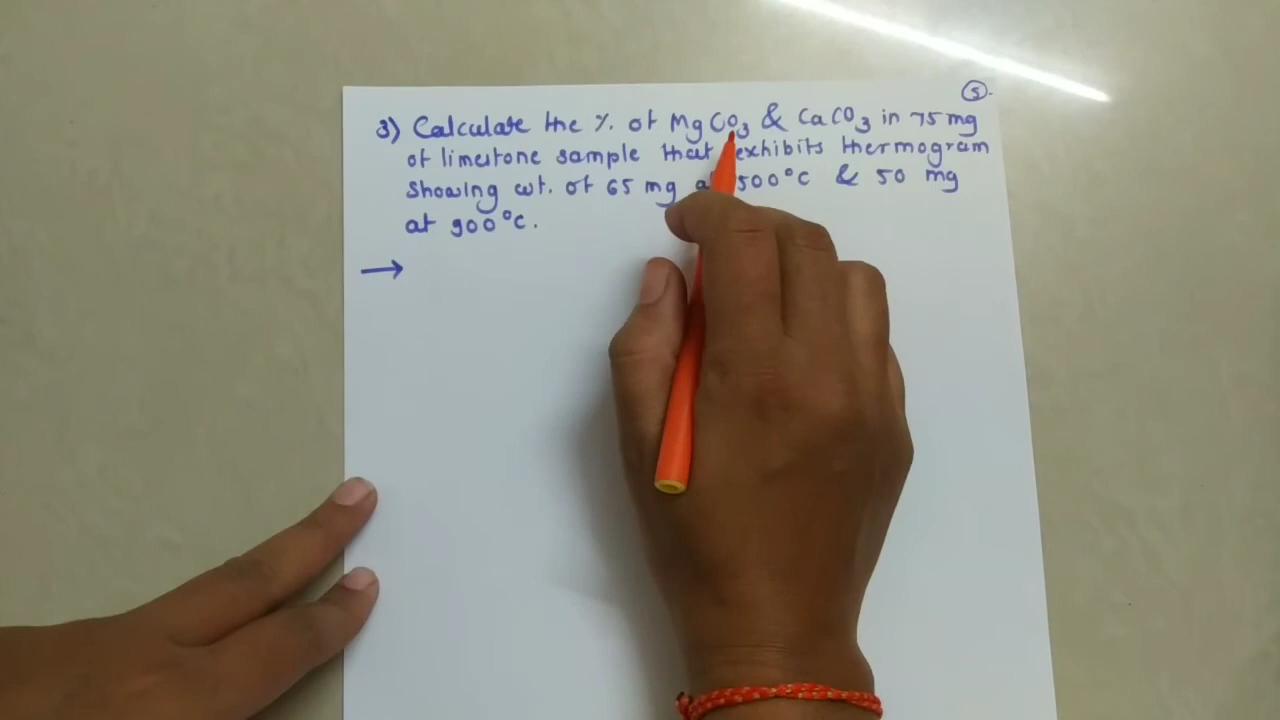 5
3) Calculate the %. of MgCO3 & CaCO3 in 75 mg
of limestone sample that exhibits thermogram
showing wt. of 65 mg at 500°C & 50 mg
at 900°C.
→